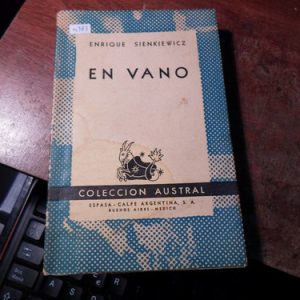 ENRIQUE SIENKIEWICZ
EN VANO
COLECCION AUSTRAL
ESPASA - CALPE ARGENTINA, S. A.
BUENOS AIRES - MEXICO